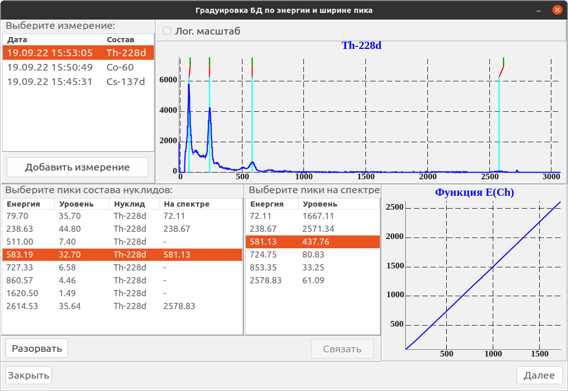 Градуировка БД по энергии и ширине пика
Выберите измерение:
Дата Состав
19.09.22 15:53:05 Th-228d
19.09.22 15:50:49 Co-60
19.09.22 15:45:31 Cs-137d
Добавить измерение
Лог. масштаб
Th-228d
6000
4000
2000
0
500 1000 1500 2000 2500 3000
Выберите пики состава нуклидов:
Энергия Уровень Нуклид На спектре
79.70 35.70 Th-228d 72.11
238.63 44.80 Th-228d 238.67
511.00 7.40 Th-228d -
583.19 32.70 Th-228d 581.13
727.33 6.58 Th-228d -
860.57 4.46 Th-228d -
1620.50 1.49 Th-228d -
2614.53 35.64 Th-228d 2578.83
Разорвать
Выберите пики на спектре:
Энергия Уровень
72.11 1667.11
238.67 2571.34
581.13 437.76
724.75 80.83
853.35 33.25
2578.83 61.09
Связать
Функция E(Ch)
2500
2000
1500
1000
500
500 1000 1500
Закрыть
Далее